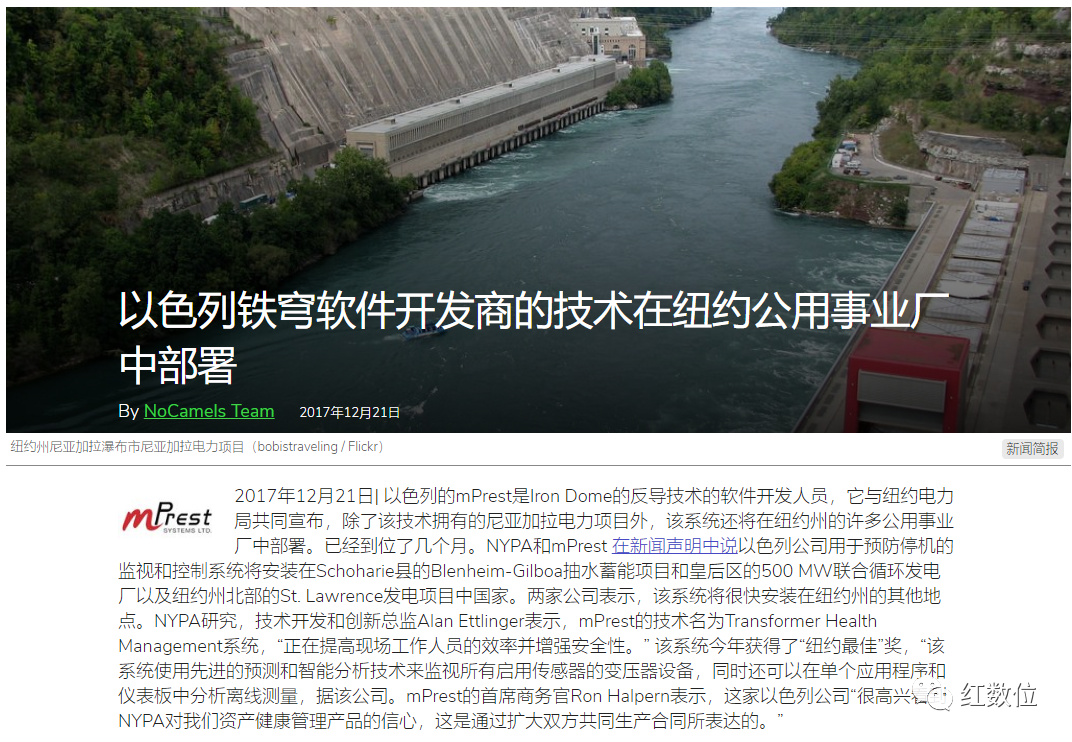 以色列铁穹软件开发商的技术在纽约公用事业厂
中部署
By NoCamels Team 2017年12月21日
纽约州尼亚加拉瀑布市尼亚加拉电力项目（bobistraveling / Flickr） 新闻简报
mPrest
SYSTEMS LTD.
2017年12月21日| 以色列的mPrest是Iron Dome的反导技术的软件开发人员，它与纽约电力
局共同宣布，除了该技术拥有的尼亚加拉电力项目外，该系统还将在纽约州的许多公用事业
厂中部署。已经到位了几个月。NYPA和mPrest 在新闻声明中说以色列公司用于预防停机的
监视和控制系统将安装在Schoharie县的Blenheim-Gilboa抽水蓄能项目和皇后区的500 MW联合循环发电
厂以及纽约州北部的St. Lawrence发电项目中国家。两家公司表示，该系统将很快安装在纽约州的其他地
点。NYPA研究，技术开发和创新总监Alan Ettlinger表示，mPrest的技术名为Transformer Health
Management系统，“正在提高现场工作人员的效率并增强安全性。” 该系统今年获得了“纽约最佳”奖，“该
系统使用先进的预测和智能分析技术来监视所有启用传感器的变压器设备，同时还可以在单个应用程序和
仪表板中分析离线测量，据该公司。mPrest的首席商务官Ron Halpern表示，这家以色列公司“很高兴
NYPA对我们资产健康管理产品的信心，这是通过扩大双方共同生产合同所表达的。”
红数位